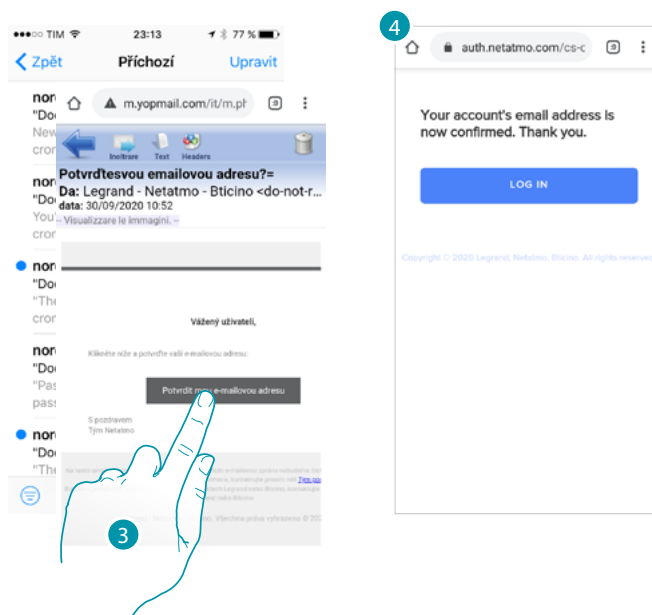 TIM
23:13
77 %
Zpět
Příchozí
Upravit
m.yopmail.com/it/m.ph
Inoltrare Text Headers
Potvrďtesvou emailovou adresu?=
Da: Legrand - Netatmo - Bticino <do-not-r...
data: 30/09/2020 10:52
-- Visualizzare le immagini. --
Vážený uživateli,
Klikněte níže a potvrďte vaši e-mailovou adresu:
Potvrdit mou e-mailovou adresu
S pozdravem
Tým Netatmo
3
4
auth.netatmo.com/cs-c
Your account's email address is
now confirmed. Thank you.
LOG IN
Copyright © 2020 Legrand, Netatmo, Bticino. All rights reserved